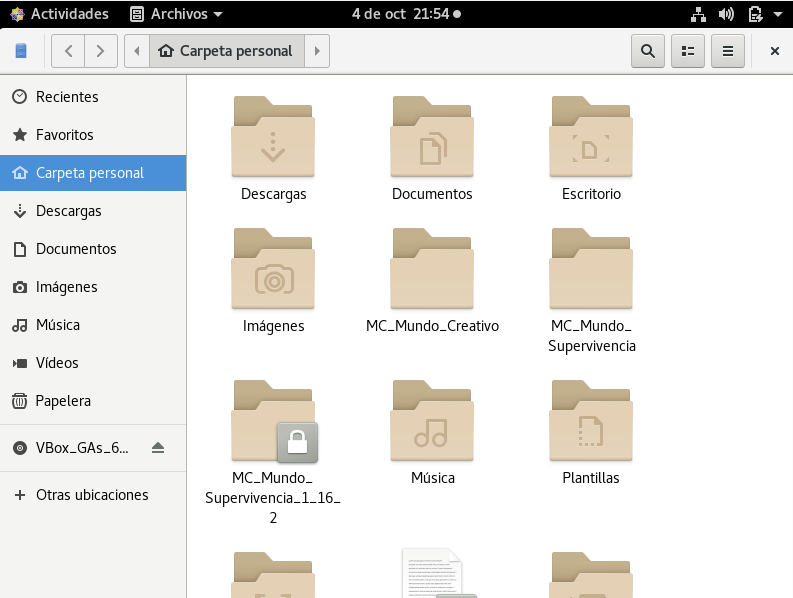 Actividades Archivos 4 de oct 21:54
Carpeta personal
Recientes
Favoritos
Carpeta personal
Descargas
Documentos
Imágenes
Música
Vídeos
Papelera
VBox_GAs_6...
Otras ubicaciones
Descargas
Documentos
Escritorio
Imágenes
MC_Mundo_Creativo
MC_Mundo_
Supervivencia
MC_Mundo_
Supervivencia_1_16_
2
Música
Plantillas